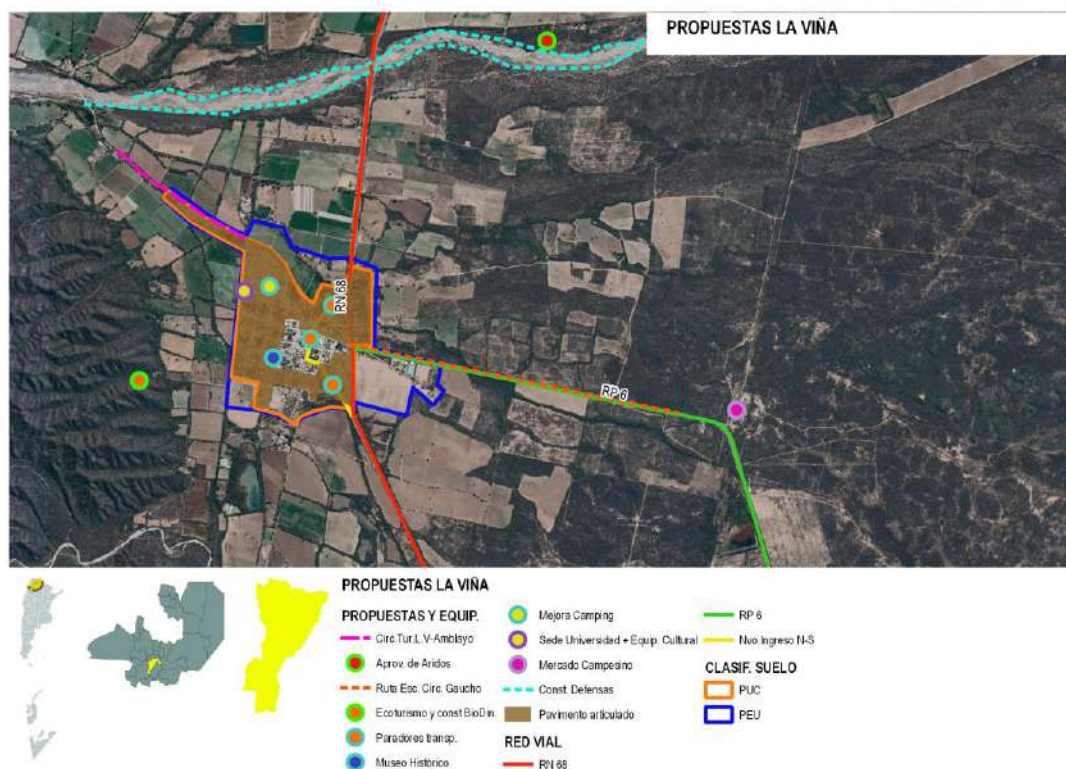 PROPUESTAS LA VIÑA
RN 68
RP 6
PROPUESTAS LA VIÑA
PROPUESTAS Y EQUIP.
Circ.Tur.L.V-Amblayo
Aprov. de Aridos
Ruta Esc. Circ. Gaucho
Ecoturismo y const BioDin.
Paradores transp.
Museo Histórico
Mejora Camping
Sede Universidad + Equip. Cultural
Mercado Campesino
Const. Defensas
Pavimento articulado
RED VIAL
RN 68
RP 6
Nvo Ingreso N-S
CLASIF. SUELO
PUC
PEU